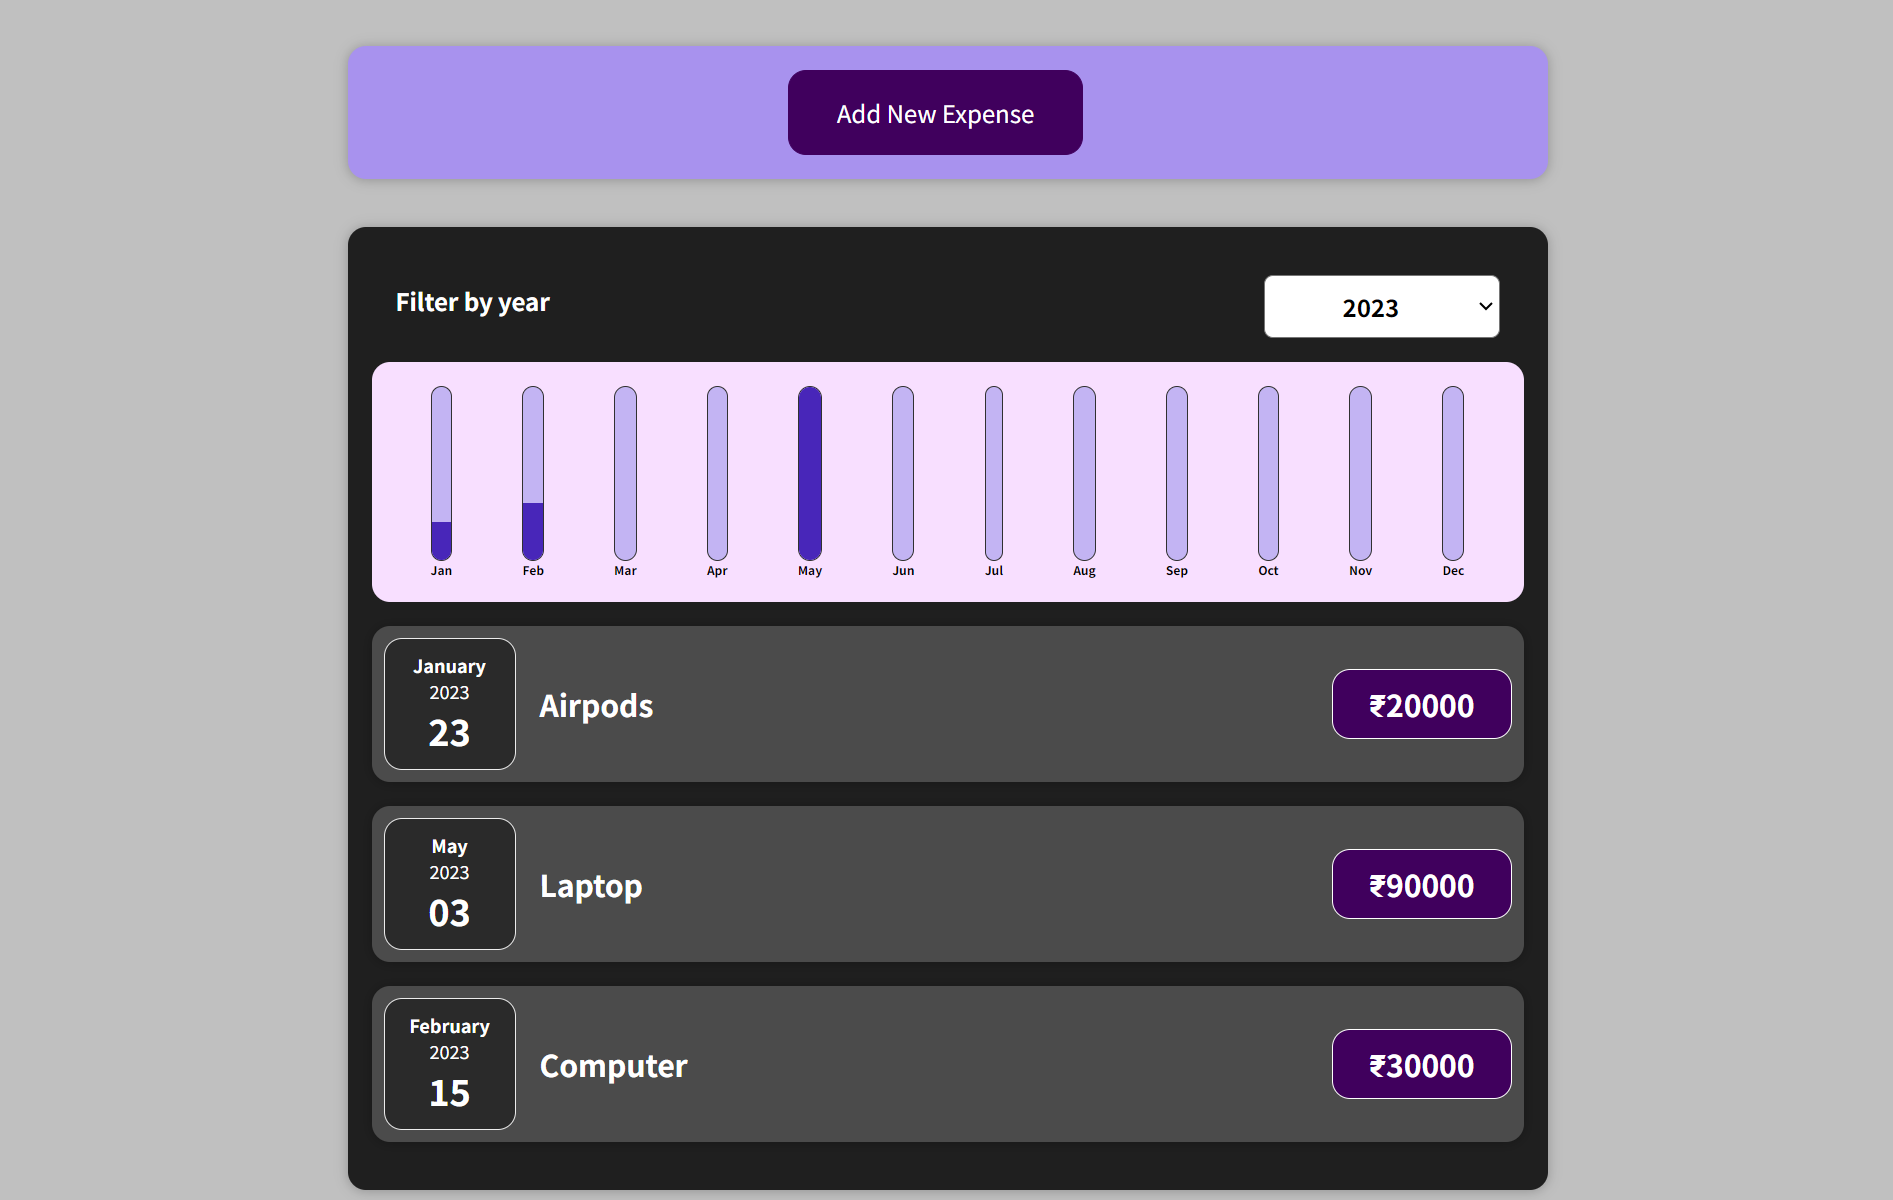 Add New Expense
Filter by year
2023
Jan Feb Mar Apr May Jun Jul Aug Sep Oct Nov Dec
January
2023
23
Airpods
₹20000
May
2023
03
Laptop
₹90000
February
2023
15
Computer
₹30000